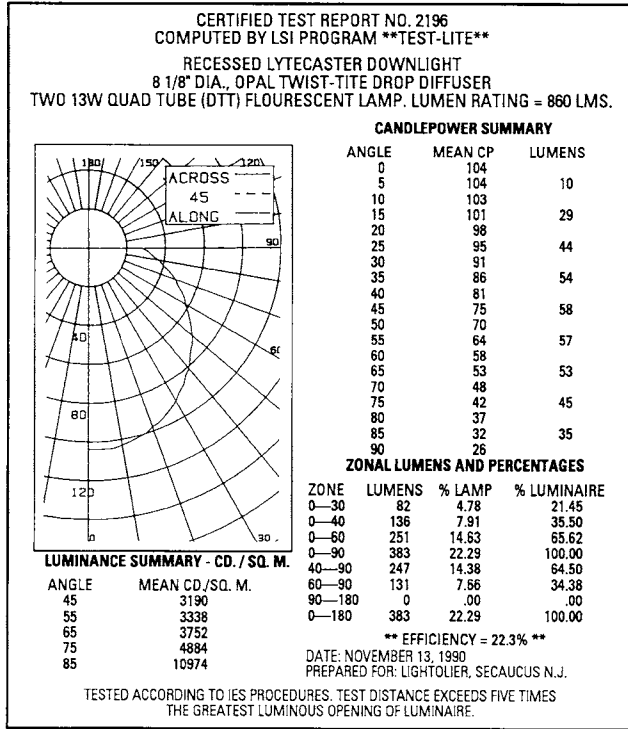 CERTIFIED TEST REPORT NO. 2196
COMPUTED BY LSI PROGRAM **TEST-LITE**
RECESSED LYTECASTER DOWNLIGHT
8 1/8" DIA., OPAL TWIST-TITE DROP DIFFUSER
TWO 13W QUAD TUBE (DTT) FLOURESCENT LAMP. LUMEN RATING = 860 LMS.
180 150 120
ACROSS
45
ALONG
90
60
40
80
120
0 30
CANDLEPOWER SUMMARY
ANGLE MEAN CP LUMENS
0 104
5 104 10
10 103
15 101 29
20 98
25 95 44
30 91
35 86 54
40 81
45 75 58
50 70
55 64 57
60 58
65 53 53
70 48
75 42 45
80 37
85 32 35
90 26
LUMINANCE SUMMARY - CD. / SQ. M.
ANGLE MEAN CD./SQ. M.
45 3190
55 3338
65 3752
75 4884
85 10974
ZONAL LUMENS AND PERCENTAGES
ZONE LUMENS % LAMP % LUMINAIRE
0—30 82 4.78 21.45
0—40 136 7.91 35.50
0—60 251 14.63 65.62
0—90 383 22.29 100.00
40—90 247 14.38 64.50
60—90 131 7.66 34.38
90—180 0 .00 .00
0—180 383 22.29 100.00
** EFFICIENCY = 22.3% **
DATE: NOVEMBER 13, 1990
PREPARED FOR: LIGHTOLIER, SECAUCUS N.J.
TESTED ACCORDING TO IES PROCEDURES. TEST DISTANCE EXCEEDS FIVE TIMES
THE GREATEST LUMINOUS OPENING OF LUMINAIRE.